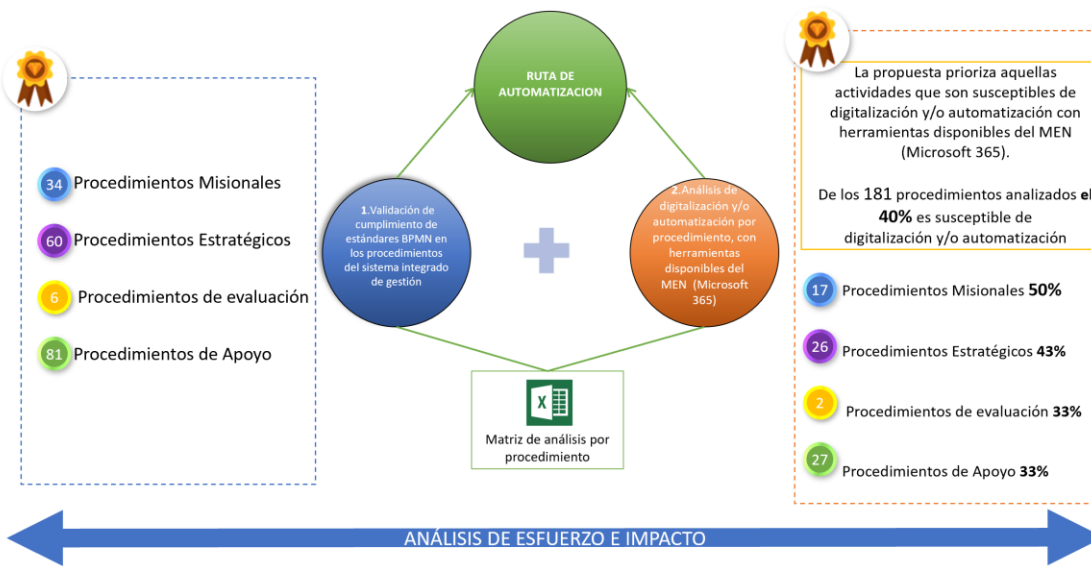 34 Procedimientos Misionales
60 Procedimientos Estratégicos
6 Procedimientos de evaluación
81 Procedimientos de Apoyo
RUTA DE
AUTOMATIZACION
1.Validación de
cumplimiento de
estándares BPMN en
los procedimientos
del sistema integrado
de gestión
2.Análisis de
digitalización y/o
automatización por
procedimiento, con
herramientas
disponibles del
MEN (Microsoft
365)
X
Matriz de análisis por
procedimiento
La propuesta prioriza aquellas
actividades que son susceptibles de
digitalización y/o automatización con
herramientas disponibles del MEN
(Microsoft 365).
De los 181 procedimientos analizados el
40% es susceptible de
digitalización y/o automatización
17 Procedimientos Misionales 50%
26 Procedimientos Estratégicos 43%
2 Procedimientos de evaluación 33%
27 Procedimientos de Apoyo 33%
ANÁLISIS DE ESFUERZO E IMPACTO